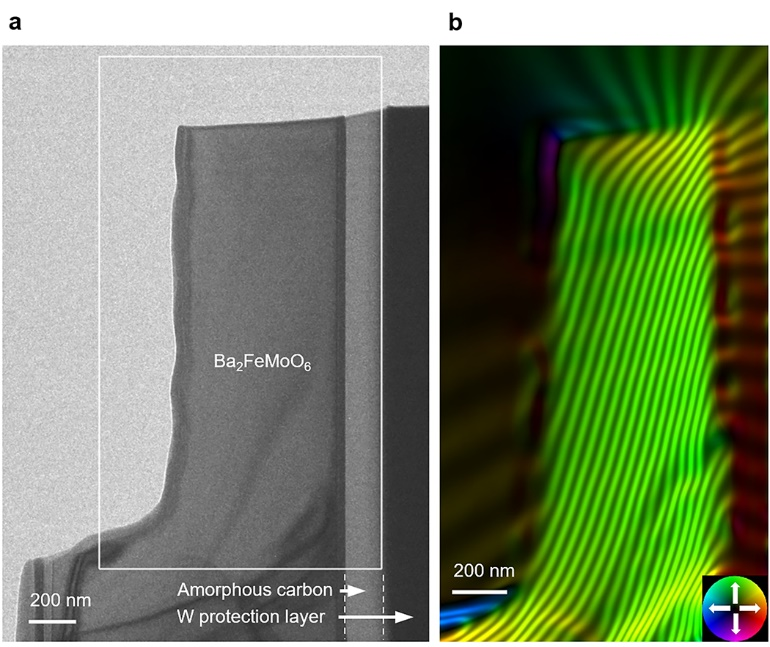 a
b
Ba₂FeMoO₆
Amorphous carbon
W protection layer
200 nm
200 nm